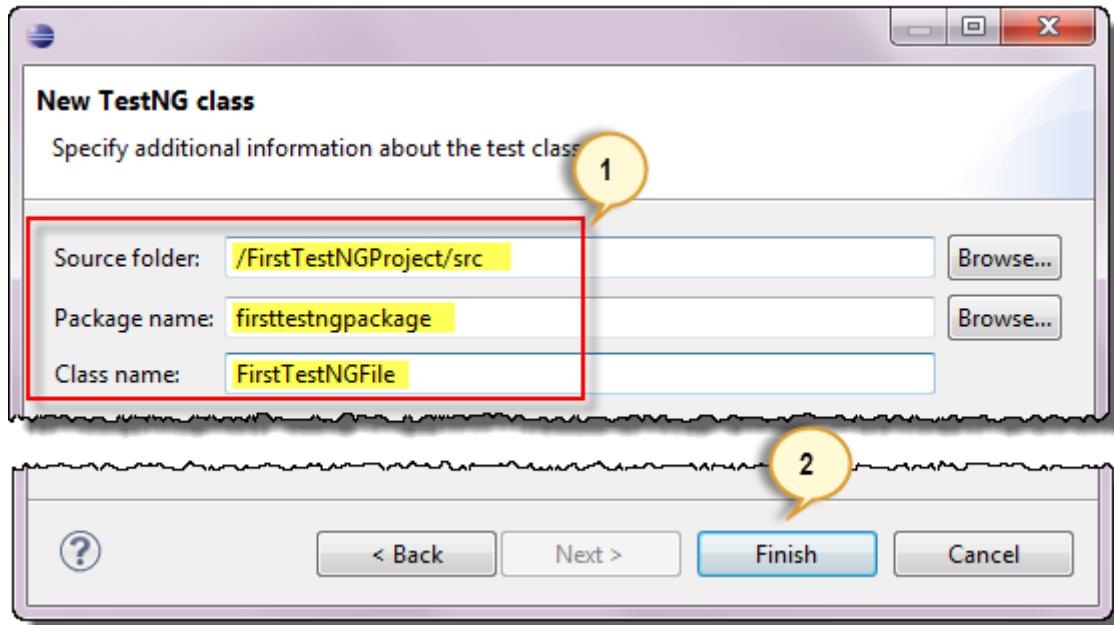 New TestNG class
Specify additional information about the test class
1
Source folder: /FirstTestNGProject/src Browse...
Package name: firsttestngpackage Browse...
Class name: FirstTestNGFile
2
? < Back Next > Finish Cancel